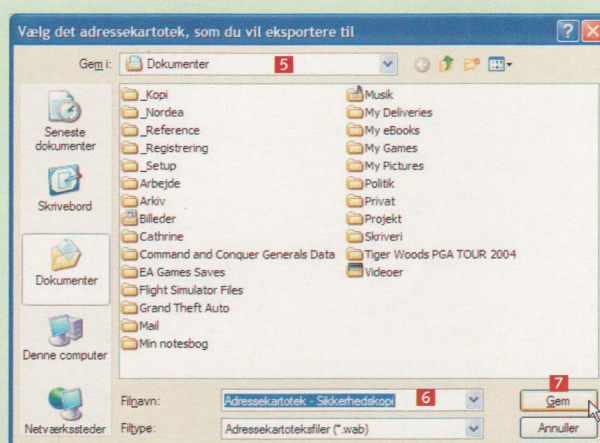 Vælg det adressekartotek, som du vil eksportere til
Gem i: Dokumenter 5
Seneste dokumenter
Skrivebord
Dokumenter
Denne computer
Netværkssteder
_Kopi
_Nordea
_Reference
_Registrering
_Setup
Arbejde
Arkiv
Billeder
Cathrine
Command and Conquer Generals Data
EA Games Saves
Flight Simulator Files
Grand Theft Auto
Mail
Min notesbog
Musik
My Deliveries
My eBooks
My Games
My Pictures
Politik
Privat
Projekt
Skriveri
Tiger Woods PGA TOUR 2004
Videoer
7
Filnavn: Adressekartotek - Sikkerhedskopi 6 Gem
Filtype: Adressekartoteksfiler (*.wab) Annuller